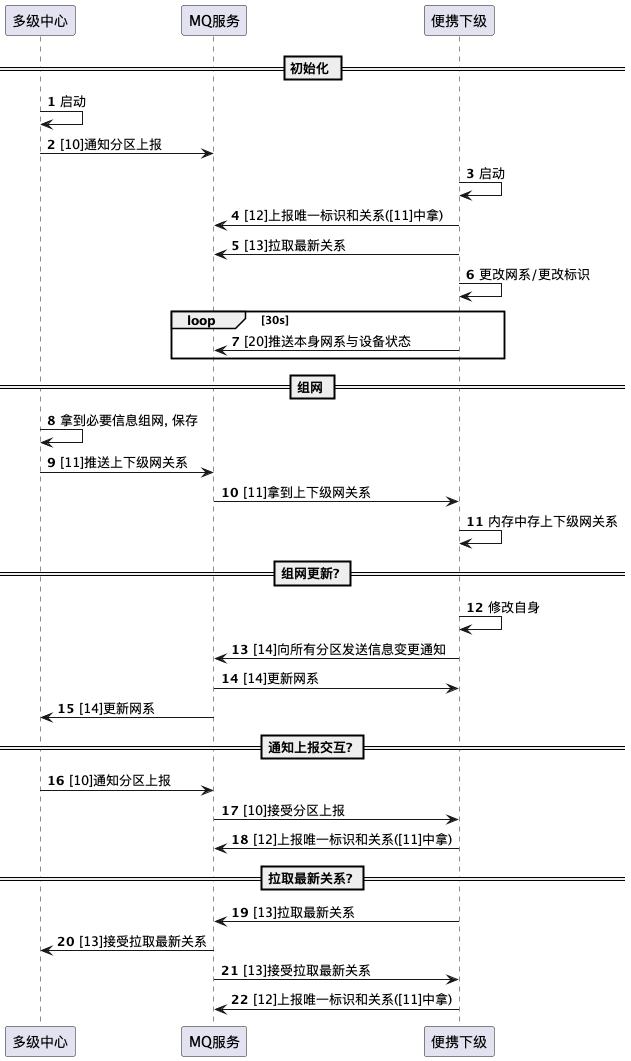 多级中心 MQ服务 便携下级
初始化
1 启动
2 [10]通知分区上报
3 启动
4 [12]上报唯一标识和关系([11]中拿)
5 [13]拉取最新关系
6 更改网系/更改标识
loop [30s]
7 [20]推送本身网系与设备状态
组网
8 拿到必要信息组网, 保存
9 [11]推送上下级网关系
10 [11]拿到上下级网关系
11 内存中存上下级网关系
组网更新?
12 修改自身
13 [14]向所有分区发送信息变更通知
14 [14]更新网系
15 [14]更新网系
通知上报交互?
16 [10]通知分区上报
17 [10]接受分区上报
18 [12]上报唯一标识和关系([11]中拿)
拉取最新关系?
19 [13]拉取最新关系
20 [13]接受拉取最新关系
21 [13]接受拉取最新关系
22 [12]上报唯一标识和关系([11]中拿)
多级中心 MQ服务 便携下级